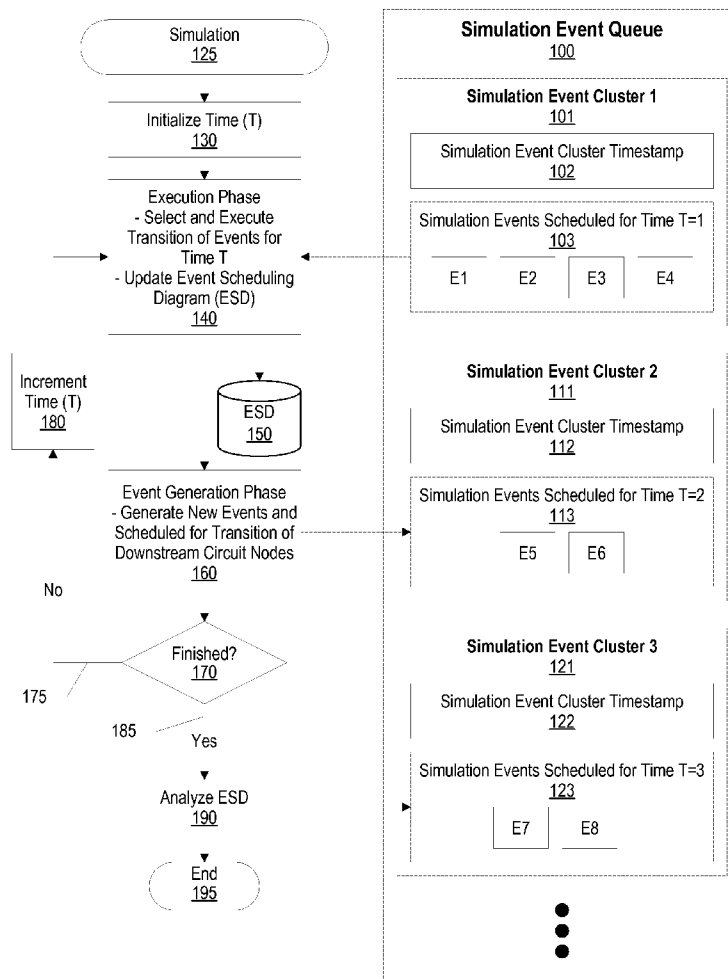 Simulation
125
Initialize Time (T)
130
Execution Phase
- Select and Execute
Transition of Events for
Time T
- Update Event Scheduling
Diagram (ESD)
140
Increment
Time (T)
180
ESD
150
Event Generation Phase
- Generate New Events and
Scheduled for Transition of
Downstream Circuit Nodes
160
No
Finished?
170
175
185
Yes
Analyze ESD
190
End
195
Simulation Event Queue
100
Simulation Event Cluster 1
101
Simulation Event Cluster Timestamp
102
Simulation Events Scheduled for Time T=1
103
E1 E2 E3 E4
Simulation Event Cluster 2
111
Simulation Event Cluster Timestamp
112
Simulation Events Scheduled for Time T=2
113
E5 E6
Simulation Event Cluster 3
121
Simulation Event Cluster Timestamp
122
Simulation Events Scheduled for Time T=3
123
E7 E8